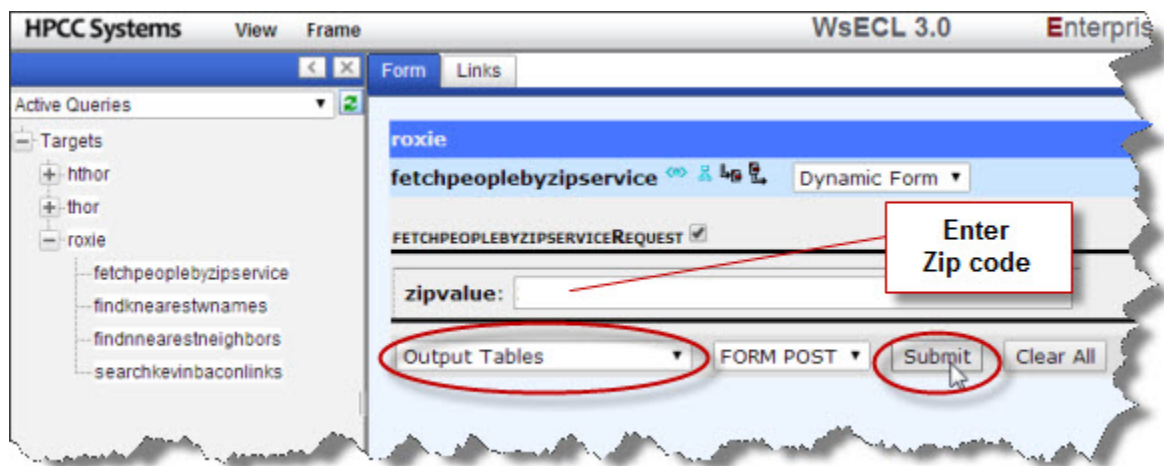 HPCC Systems View Frame WsECL 3.0 Enterpris
Form Links
Active Queries
Targets
hthor
thor
roxie
fetchpeoplebyzipservice
findknearestwnames
findnnearestneighbors
searchkevinbaconlinks
roxie
fetchpeoplebyzipservice Dynamic Form
FETCHPEOPLEBYZIPSERVICEREQUEST
Enter
Zip code
zipvalue:
Output Tables FORM POST Submit Clear All